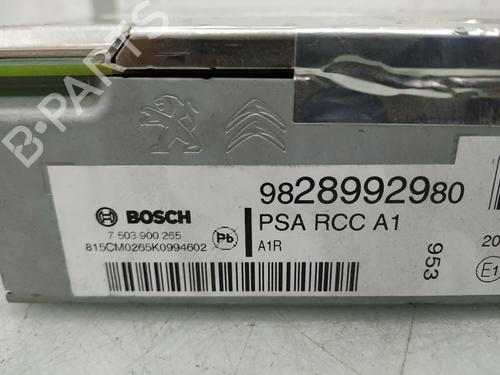 B-PARTS
9828992980
BOSCH
PSA RCC A1
7 503 900 265
815CM0265K0994602
Pb
A1R
953
20
E1